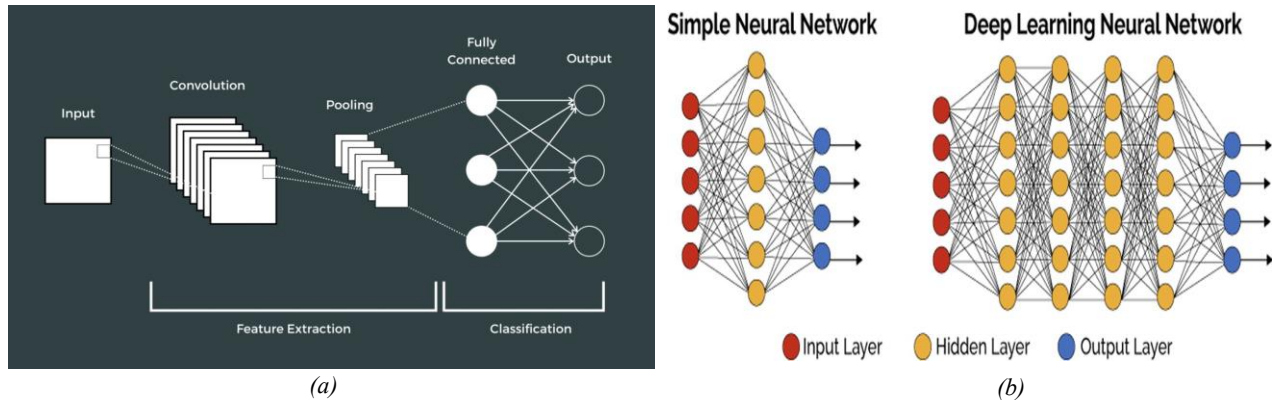 Input
Convolution
Pooling
Fully
Connected
Output
Feature Extraction
Classification
(a)
Simple Neural Network
Deep Learning Neural Network
Input Layer
Hidden Layer
Output Layer
(b)